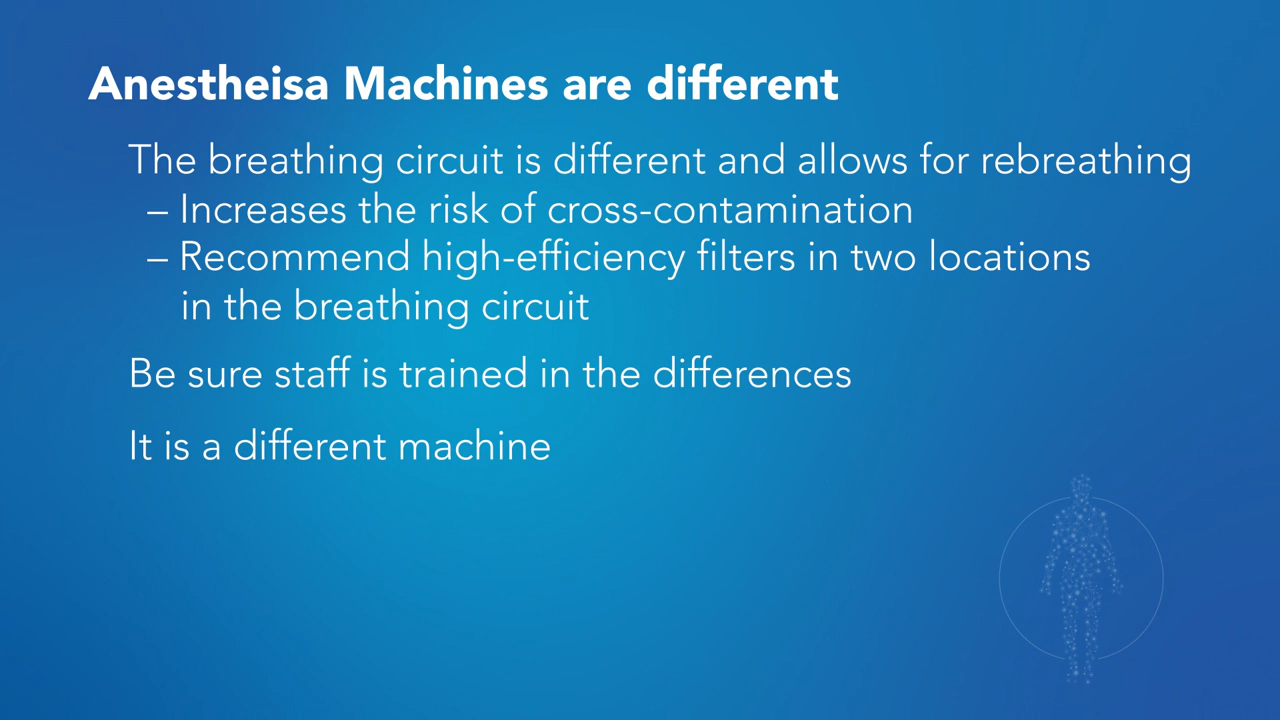 Anestheisa Machines are different
The breathing circuit is different and allows for rebreathing
– Increases the risk of cross-contamination
– Recommend high-efficiency filters in two locations
in the breathing circuit
Be sure staff is trained in the differences
It is a different machine